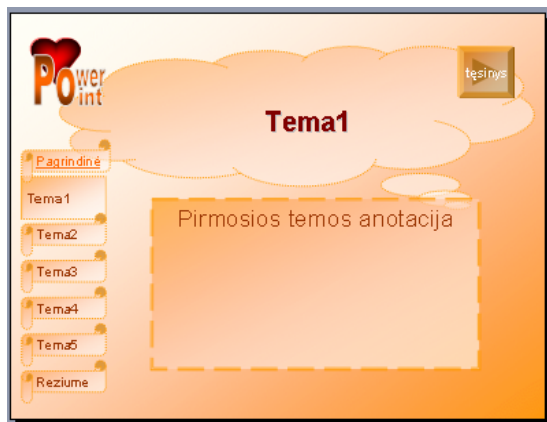 Power
Point
tęsinys
Tema1
Pagrindinė
Tema1
Tema2
Tema3
Tema4
Tema5
Reziume
Pirmosios temos anotacija